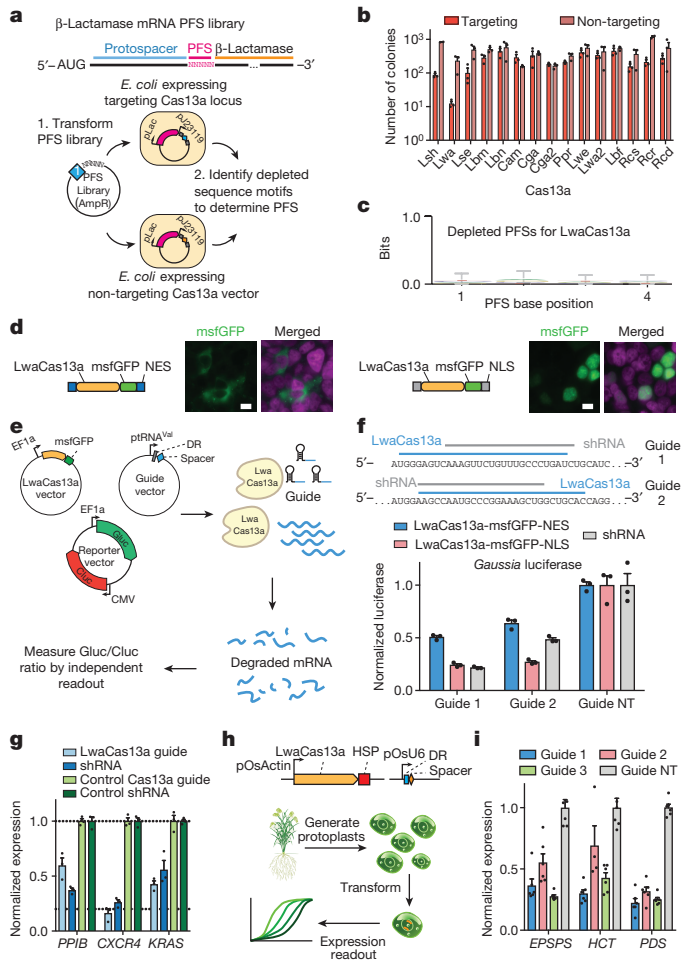 a
β-Lactamase mRNA PFS library
Protospacer PFS β-Lactamase
5′– AUG NNNNN ... –3′
E. coli expressing
targeting Cas13a locus
1. Transform
PFS library
pLac
pJ23119
NNNNN
1
PFS
Library
(AmpR)
2. Identify depleted
sequence motifs
to determine PFS
pLac
pJ23119
E. coli expressing
non-targeting Cas13a vector
b
Targeting Non-targeting
Number of colonies
10³
10²
10¹
10⁰
Lsh Lwa Lse Lbm Lbn Cam Cga Cga2 Ppr Lwe Lwa2 Lbf Rcs Rcr Rcd
Cas13a
c
Depleted PFSs for LwaCas13a
Bits
1.0
0.0
1 4
PFS base position
d
LwaCas13a msfGFP NES
msfGFP Merged
LwaCas13a msfGFP NLS
msfGFP Merged
e
EF1a
msfGFP
LwaCas13a
vector
ptRNAVal
DR
Spacer
Guide
vector
EF1a
Gluc
Reporter
vector
Cluc
CMV
Lwa
Cas13a
Guide
Lwa
Cas13a
Degraded mRNA
Measure Gluc/Cluc
ratio by independent
readout
f
LwaCas13a shRNA Guide 1
5′– AUGGGAGUCAAAGUUCUGUUUGCCCUGAUCUGCAUC... –3′
shRNA LwaCas13a Guide 2
5′– ...AUGGAAGCCAAUGCCCGGAAAGCUGGCUGCACCAGG... –3′
LwaCas13a-msfGFP-NES
LwaCas13a-msfGFP-NLS
shRNA
Gaussia luciferase
Normalized luciferase
1.0
0.5
0.0
Guide 1 Guide 2 Guide NT
g
LwaCas13a guide
shRNA
Control Cas13a guide
Control shRNA
Normalized expression
1.0
0.6
0.2
PPIB CXCR4 KRAS
h
LwaCas13a HSP pOsU6
pOsActin DR
Spacer
Generate
protoplasts
Transform
Expression
readout
i
Guide 1 Guide 2
Guide 3 Guide NT
Normalized expression
1.0
0.5
0
EPSPS HCT PDS